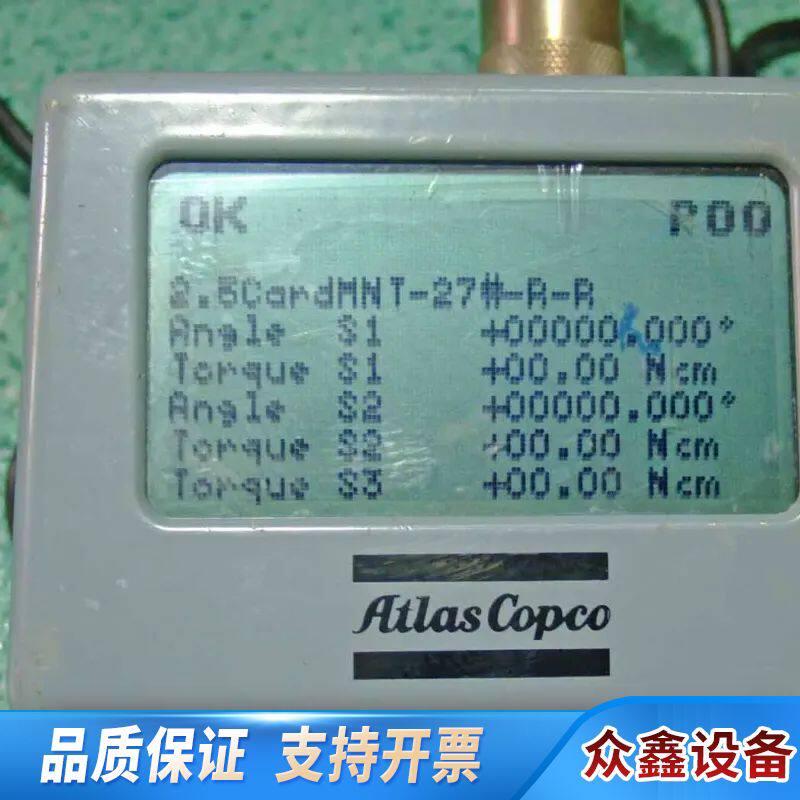 OK P00
2.5CardMNT-27#-R-R
Angle S1 +00000.000°
Torque S1 +00.00 Ncm
Angle S2 +00000.000°
Torque S2 +00.00 Ncm
Torque S3 +00.00 Ncm
Atlas Copco
品质保证 支持开票 众鑫设备